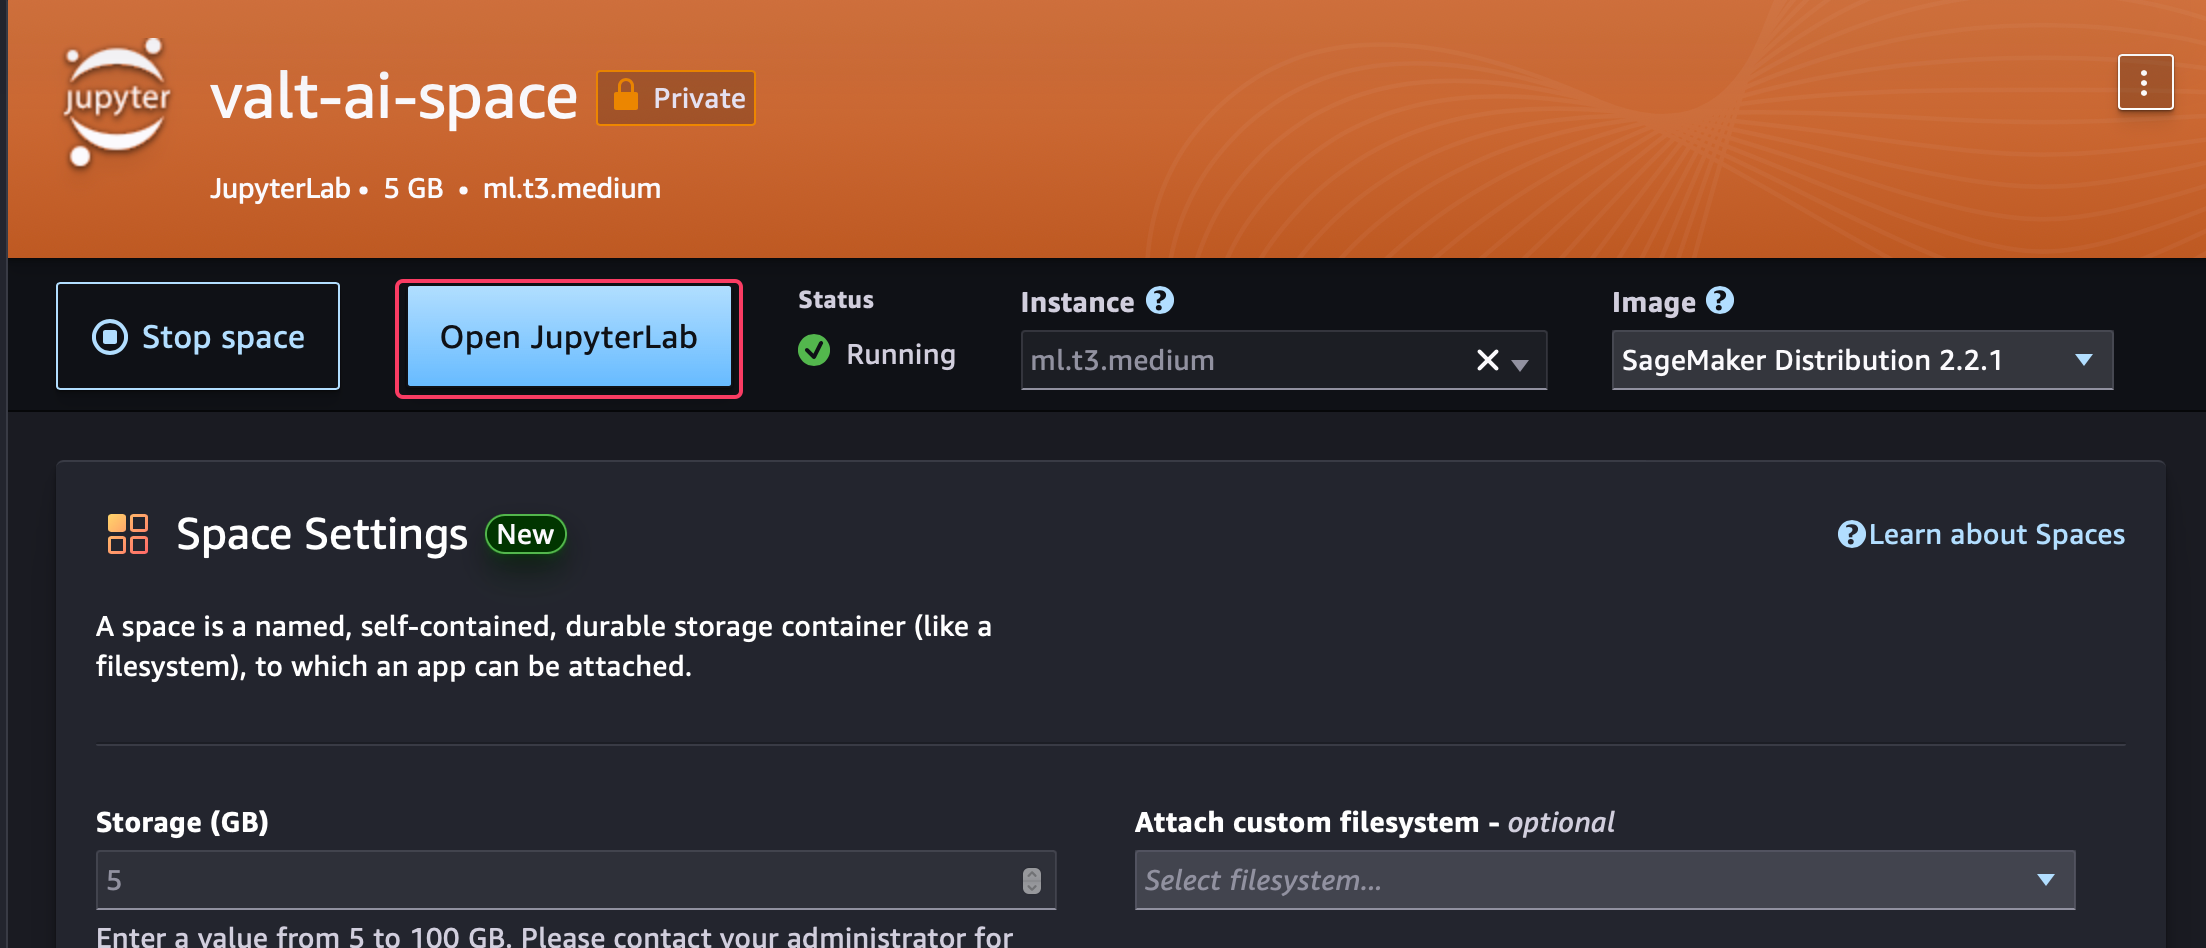 jupyter
valt-ai-space Private
JupyterLab • 5 GB • ml.t3.medium
Stop space
Open JupyterLab
Status
Running
Instance ?
ml.t3.medium
Image ?
SageMaker Distribution 2.2.1
Space Settings New
?Learn about Spaces
A space is a named, self-contained, durable storage container (like a
filesystem), to which an app can be attached.
Storage (GB)
5
Enter a value from 5 to 100 GB. Please contact your administrator for
Attach custom filesystem - optional
Select filesystem...